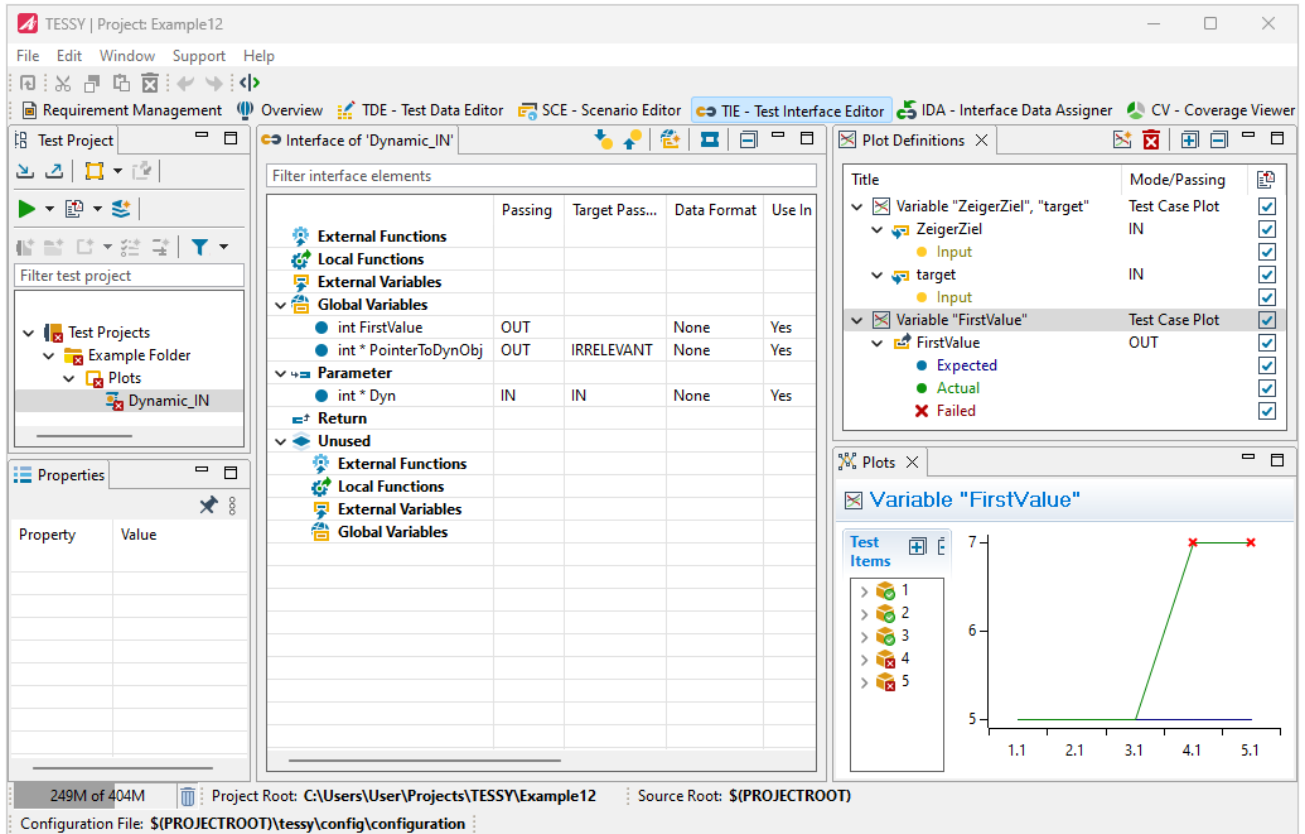 TESSY | Project: Example12
File Edit Window Support Help
Requirement Management Overview TDE - Test Data Editor SCE - Scenario Editor TIE - Test Interface Editor IDA - Interface Data Assigner CV - Coverage Viewer
Test Project
Filter test project
Test Projects
Example Folder
Plots
Dynamic_IN
Properties
Property Value
Interface of 'Dynamic_IN'
Filter interface elements
Passing Target Pass... Data Format Use In
External Functions
Local Functions
External Variables
Global Variables
int FirstValue OUT None Yes
int * PointerToDynObj OUT IRRELEVANT None Yes
Parameter
int * Dyn IN IN None Yes
Return
Unused
External Functions
Local Functions
External Variables
Global Variables
Plot Definitions
Title Mode/Passing
Variable "ZeigerZiel", "target" Test Case Plot
ZeigerZiel IN
Input
target IN
Input
Variable "FirstValue" Test Case Plot
FirstValue OUT
Expected
Actual
Failed
Plots
Variable "FirstValue"
Test
Items
1
2
3
4
5
7
6
5
1.1 2.1 3.1 4.1 5.1
249M of 404M Project Root: C:\Users\User\Projects\TESSY\Example12 Source Root: $(PROJECTROOT)
Configuration File: $(PROJECTROOT)\tessy\config\configuration